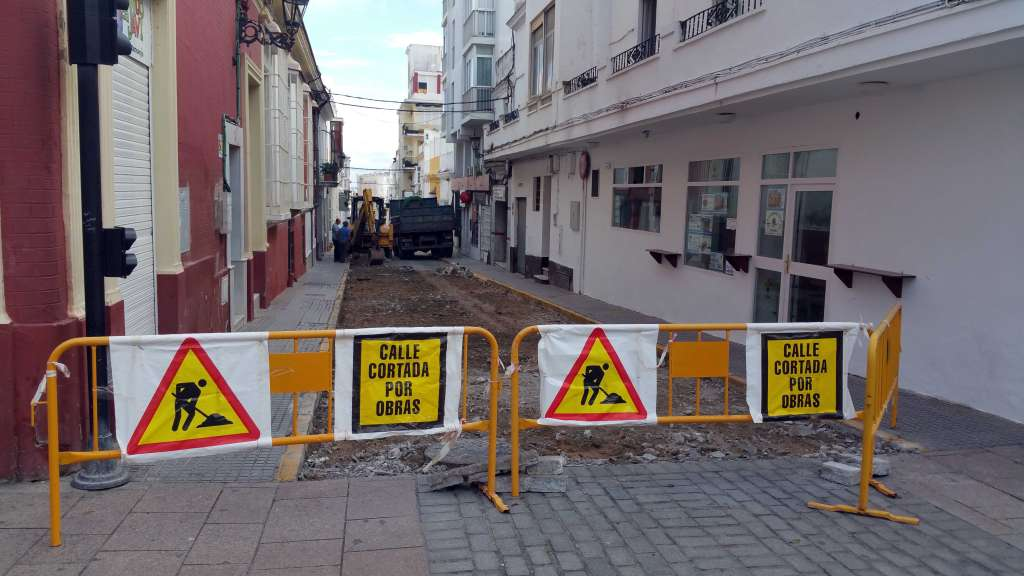 CALLE
CORTADA
POR
OBRAS
CALLE
CORTADA
POR
OBRAS